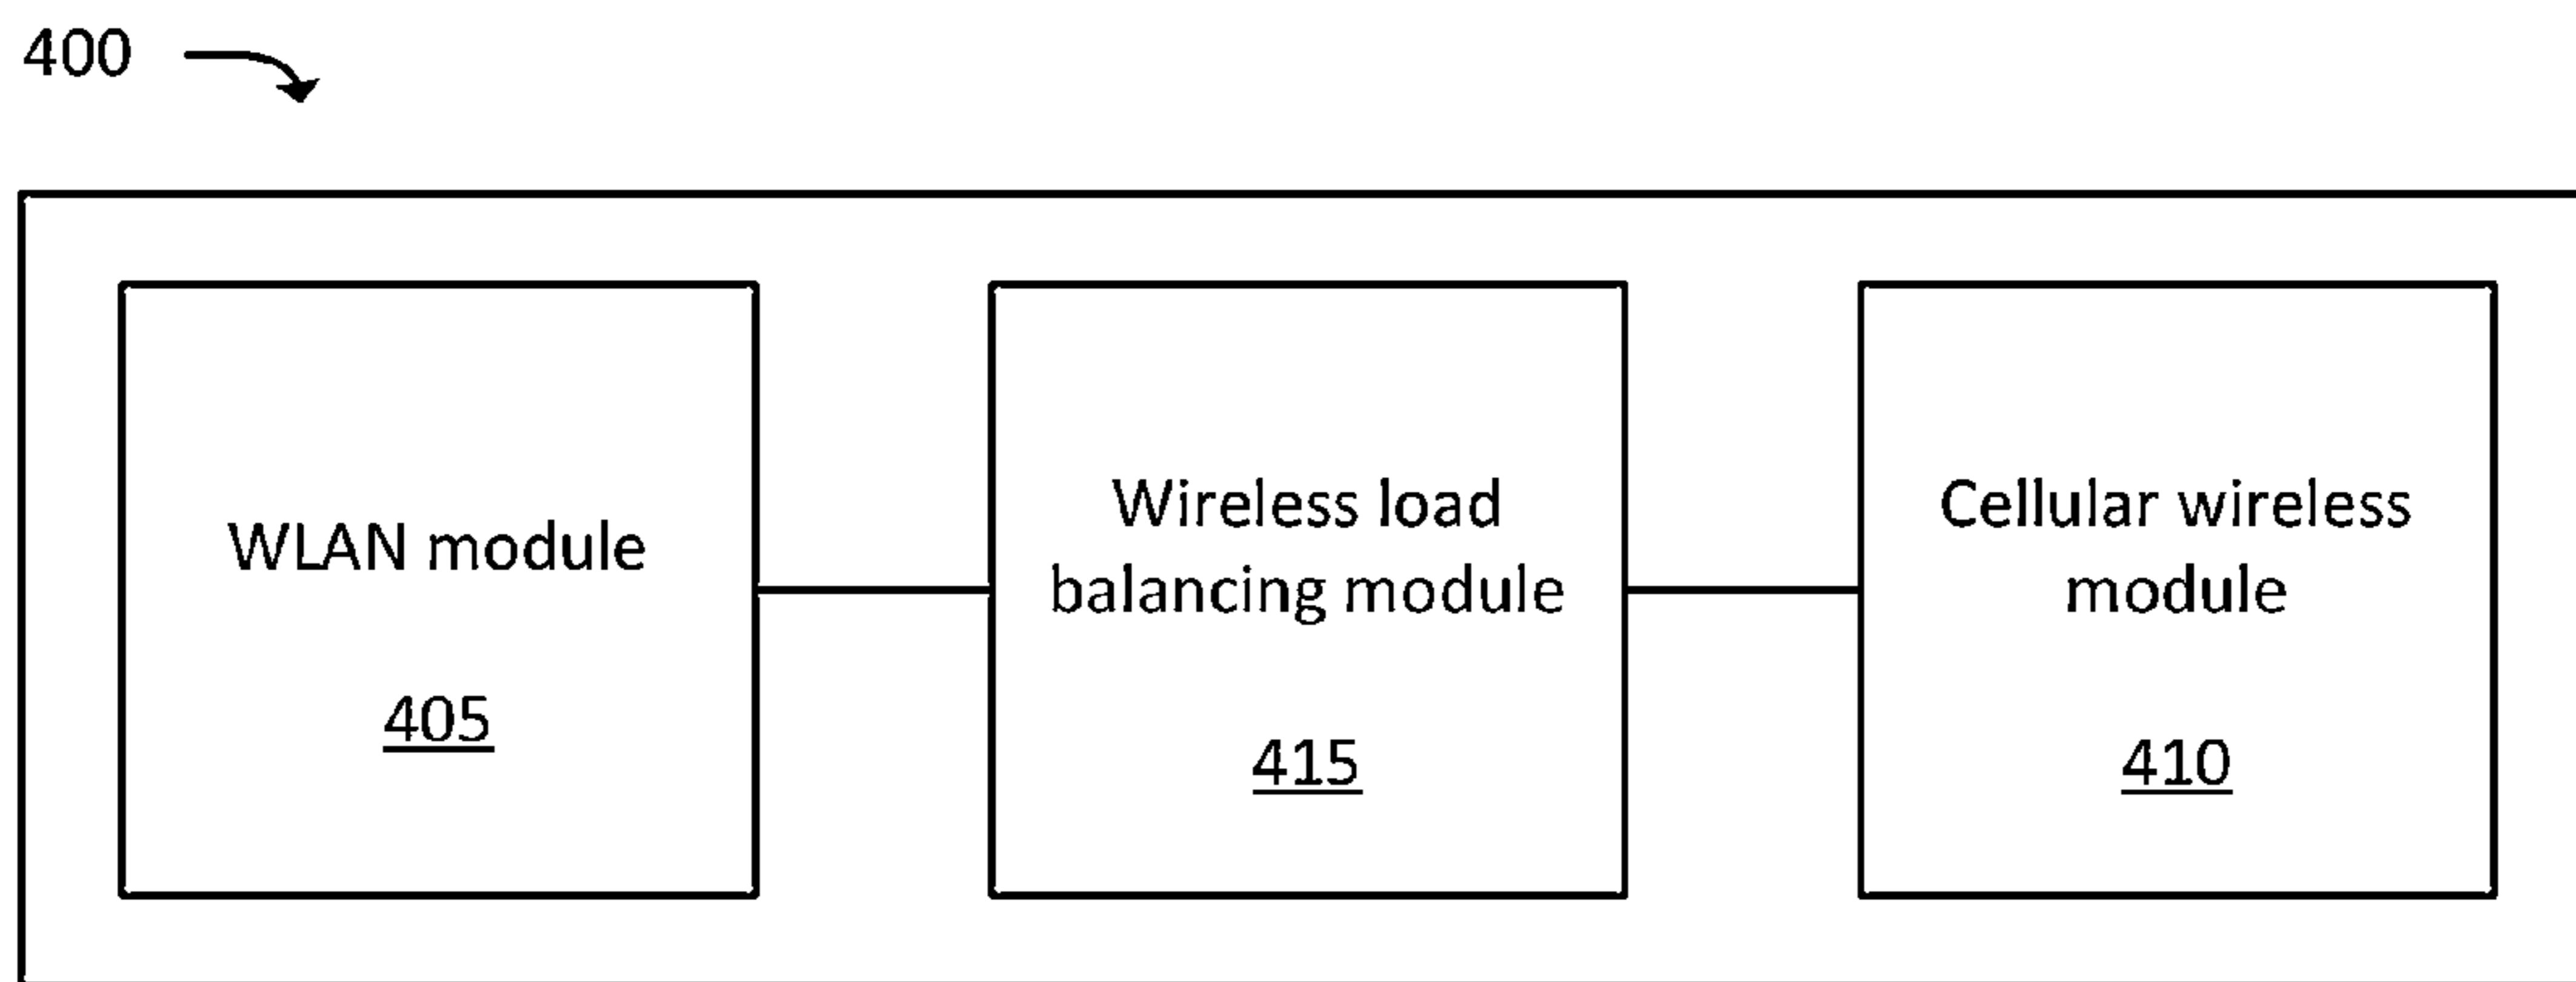 400
WLAN module
405
Wireless load
balancing module
415
Cellular wireless
module
410